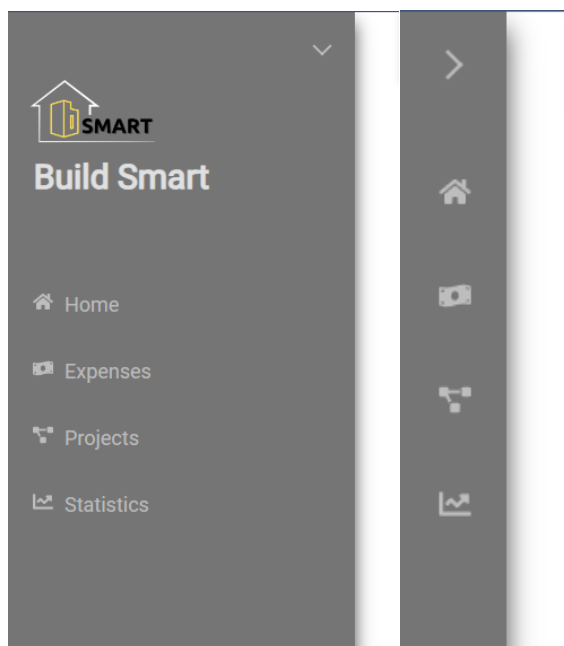 SMART
Build Smart
Home
Expenses
Projects
Statistics